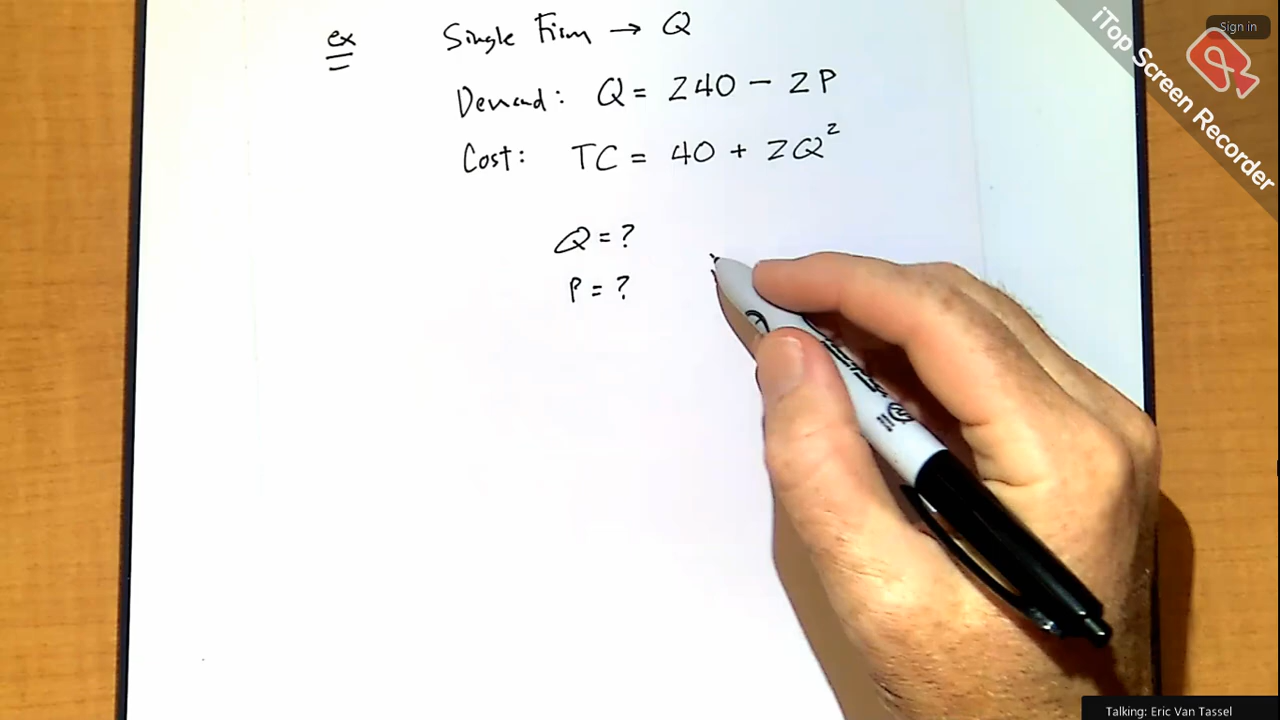 ex Single Firm → Q
Demand: Q = 240 - 2P
Cost: TC = 40 + 2Q²
Q = ?
P = ?
iTop Screen Recorder
Sign in
Talking: Eric Van Tassel